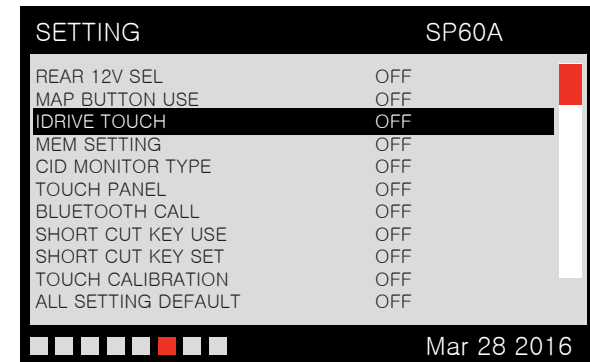 SETTING SP60A
REAR 12V SEL OFF
MAP BUTTON USE OFF
IDRIVE TOUCH OFF
MEM SETTING OFF
CID MONITOR TYPE OFF
TOUCH PANEL OFF
BLUETOOTH CALL OFF
SHORT CUT KEY USE OFF
SHORT CUT KEY SET OFF
TOUCH CALIBRATION OFF
ALL SETTING DEFAULT OFF
Mar 28 2016